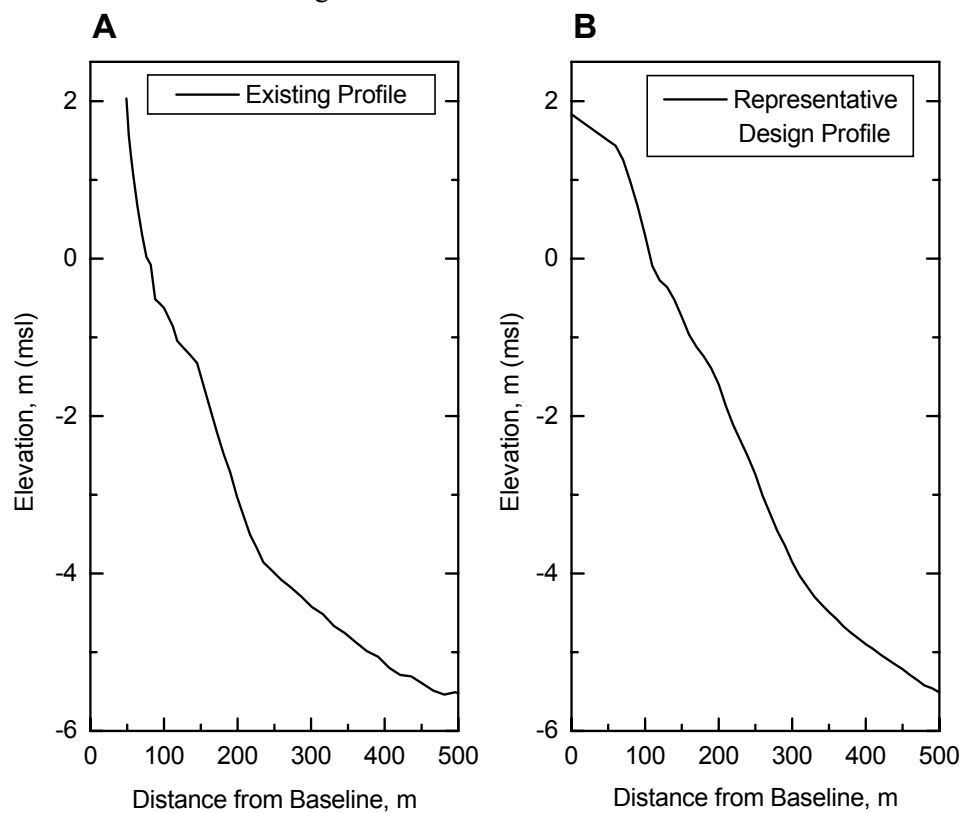 A
Existing Profile
2
0
-2
-4
-6
Elevation, m (msl)
0 100 200 300 400 500
Distance from Baseline, m
B
Representative
Design Profile
2
0
-2
-4
-6
Elevation, m (msl)
0 100 200 300 400 500
Distance from Baseline, m